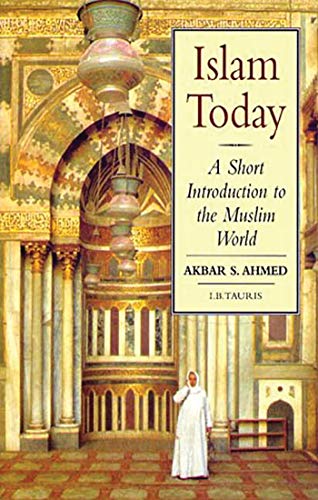 Islam
Today
A Short
Introduction to
the Muslim
World
AKBAR S. AHMED
I.B.TAURIS